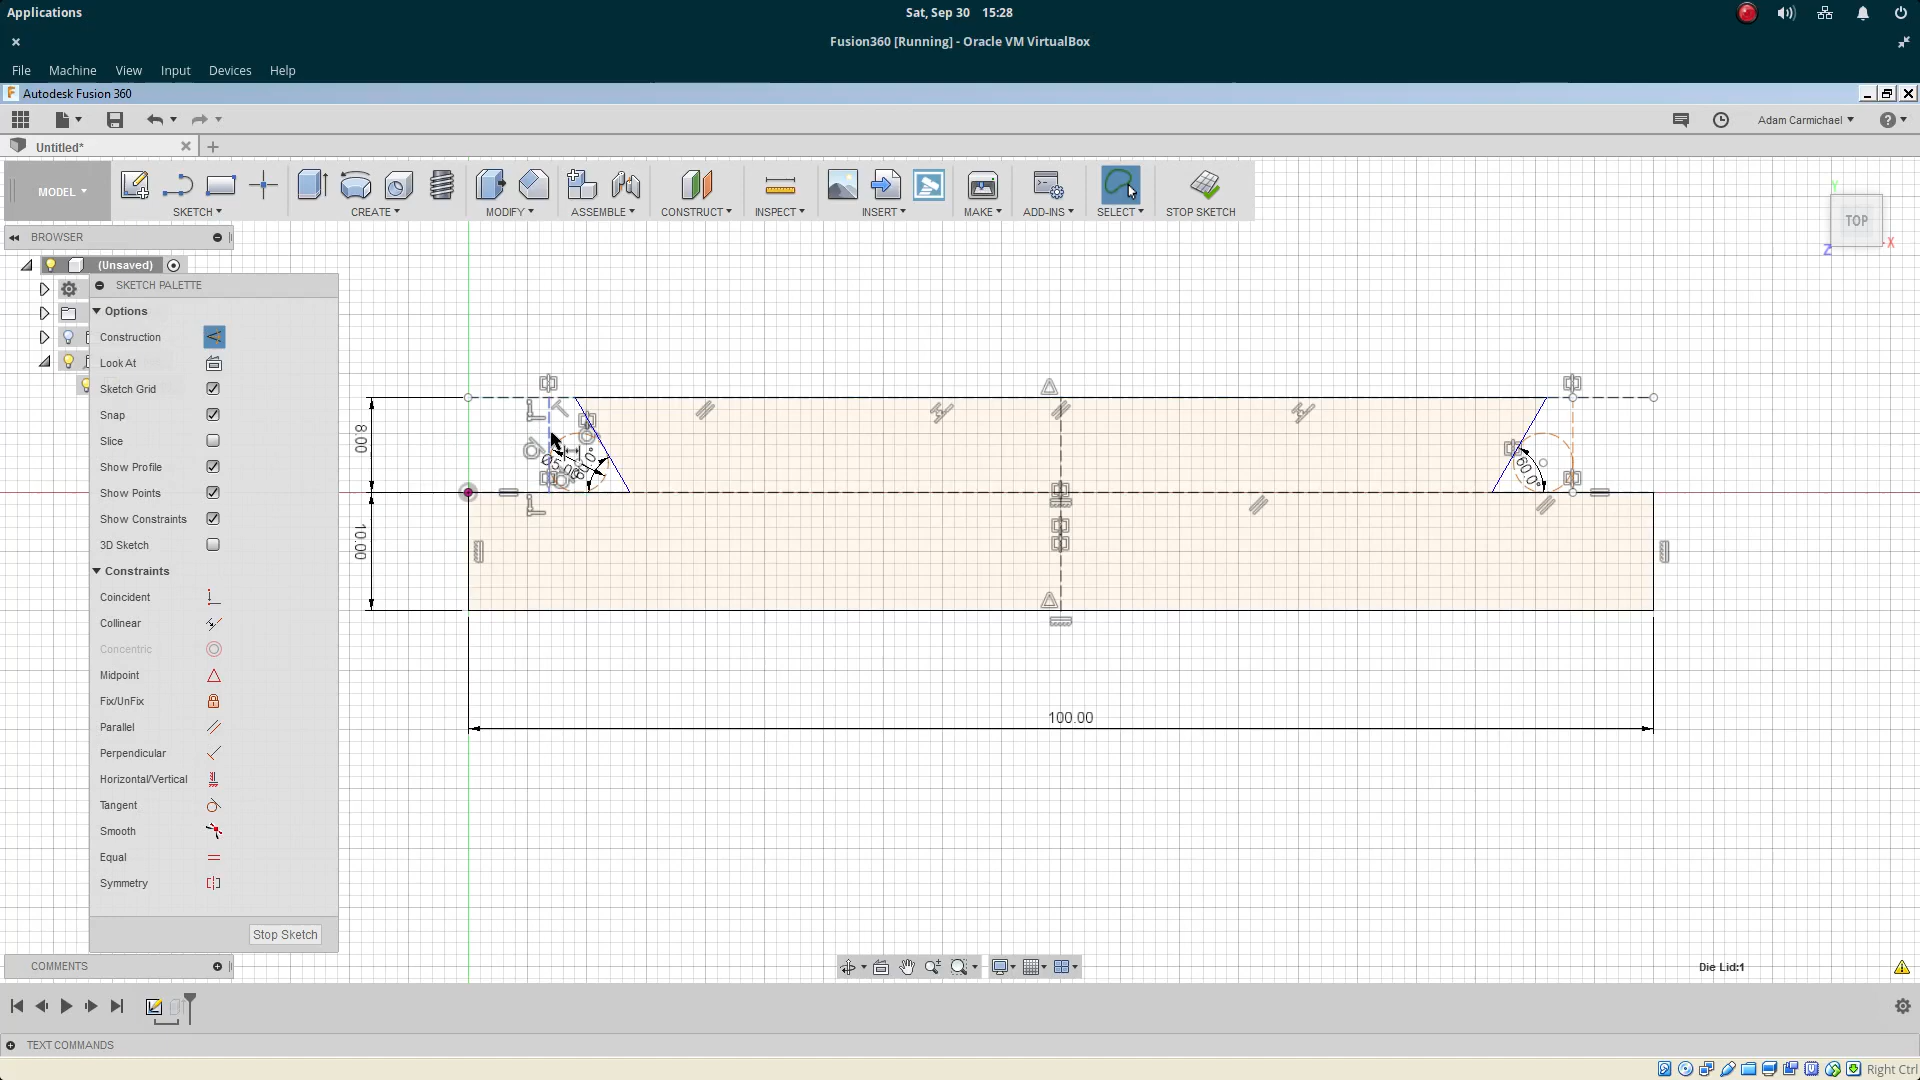 Applications
Sat, Sep 30 15:28
Fusion360 [Running] - Oracle VM VirtualBox
File Machine View Input Devices Help
Autodesk Fusion 360
Adam Carmichael
Untitled*
MODEL
SKETCH CREATE MODIFY ASSEMBLE CONSTRUCT INSPECT INSERT MAKE ADD-INS SELECT STOP SKETCH
TOP
Y
X
Z
BROWSER
(Unsaved)
SKETCH PALETTE
Options
Construction
Look At
Sketch Grid
Snap
Slice
Show Profile
Show Points
Show Constraints
3D Sketch
Constraints
Coincident
Collinear
Concentric
Midpoint
Fix/UnFix
Parallel
Perpendicular
Horizontal/Vertical
Tangent
Smooth
Equal
Symmetry
Stop Sketch
8.00
10.00
60.0°
100.00
COMMENTS
Die Lid:1
TEXT COMMANDS
Right Ctrl